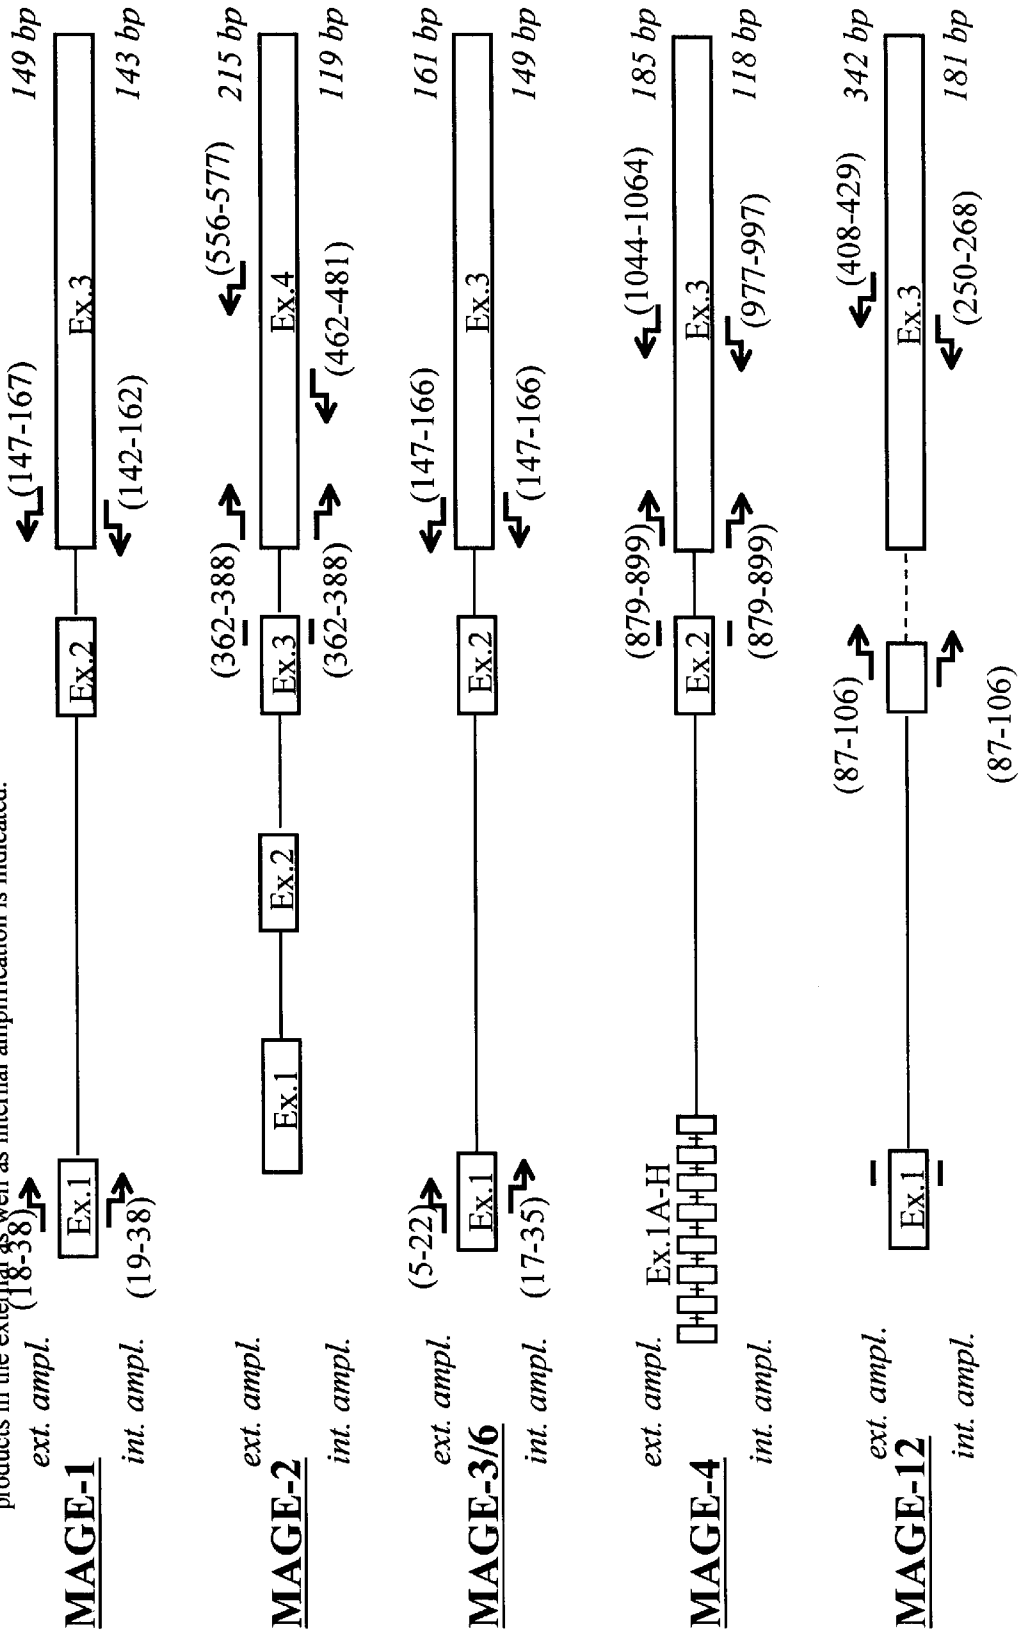 products in the external as well as internal amplification is indicated.
MAGE-1
ext. ampl.
(18-38)
(147-167)
149 bp
Ex.1
Ex.2
Ex.3
int. ampl.
(19-38)
(142-162)
143 bp
MAGE-2
ext. ampl.
(362-388)
(556-577)
215 bp
Ex.1
Ex.2
Ex.3
Ex.4
int. ampl.
(362-388)
(462-481)
119 bp
MAGE-3/6
ext. ampl.
(5-22)
(147-166)
161 bp
Ex.1
Ex.2
Ex.3
int. ampl.
(17-35)
(147-166)
149 bp
MAGE-4
ext. ampl.
Ex.1A-H
(879-899)
(1044-1064)
185 bp
Ex.2
Ex.3
int. ampl.
(879-899)
(977-997)
118 bp
MAGE-12
ext. ampl.
(87-106)
(408-429)
342 bp
Ex.1
Ex.3
int. ampl.
(87-106)
(250-268)
181 bp